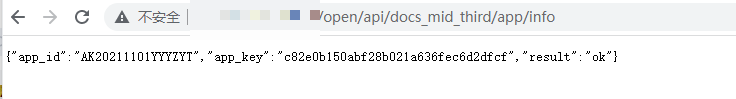 不安全 /open/api/docs_mid_third/app/info
{"app_id":"AK20211101YYYZYT","app_key":"c82e0b150abf28b021a636fec6d2dfcf","result":"ok"}